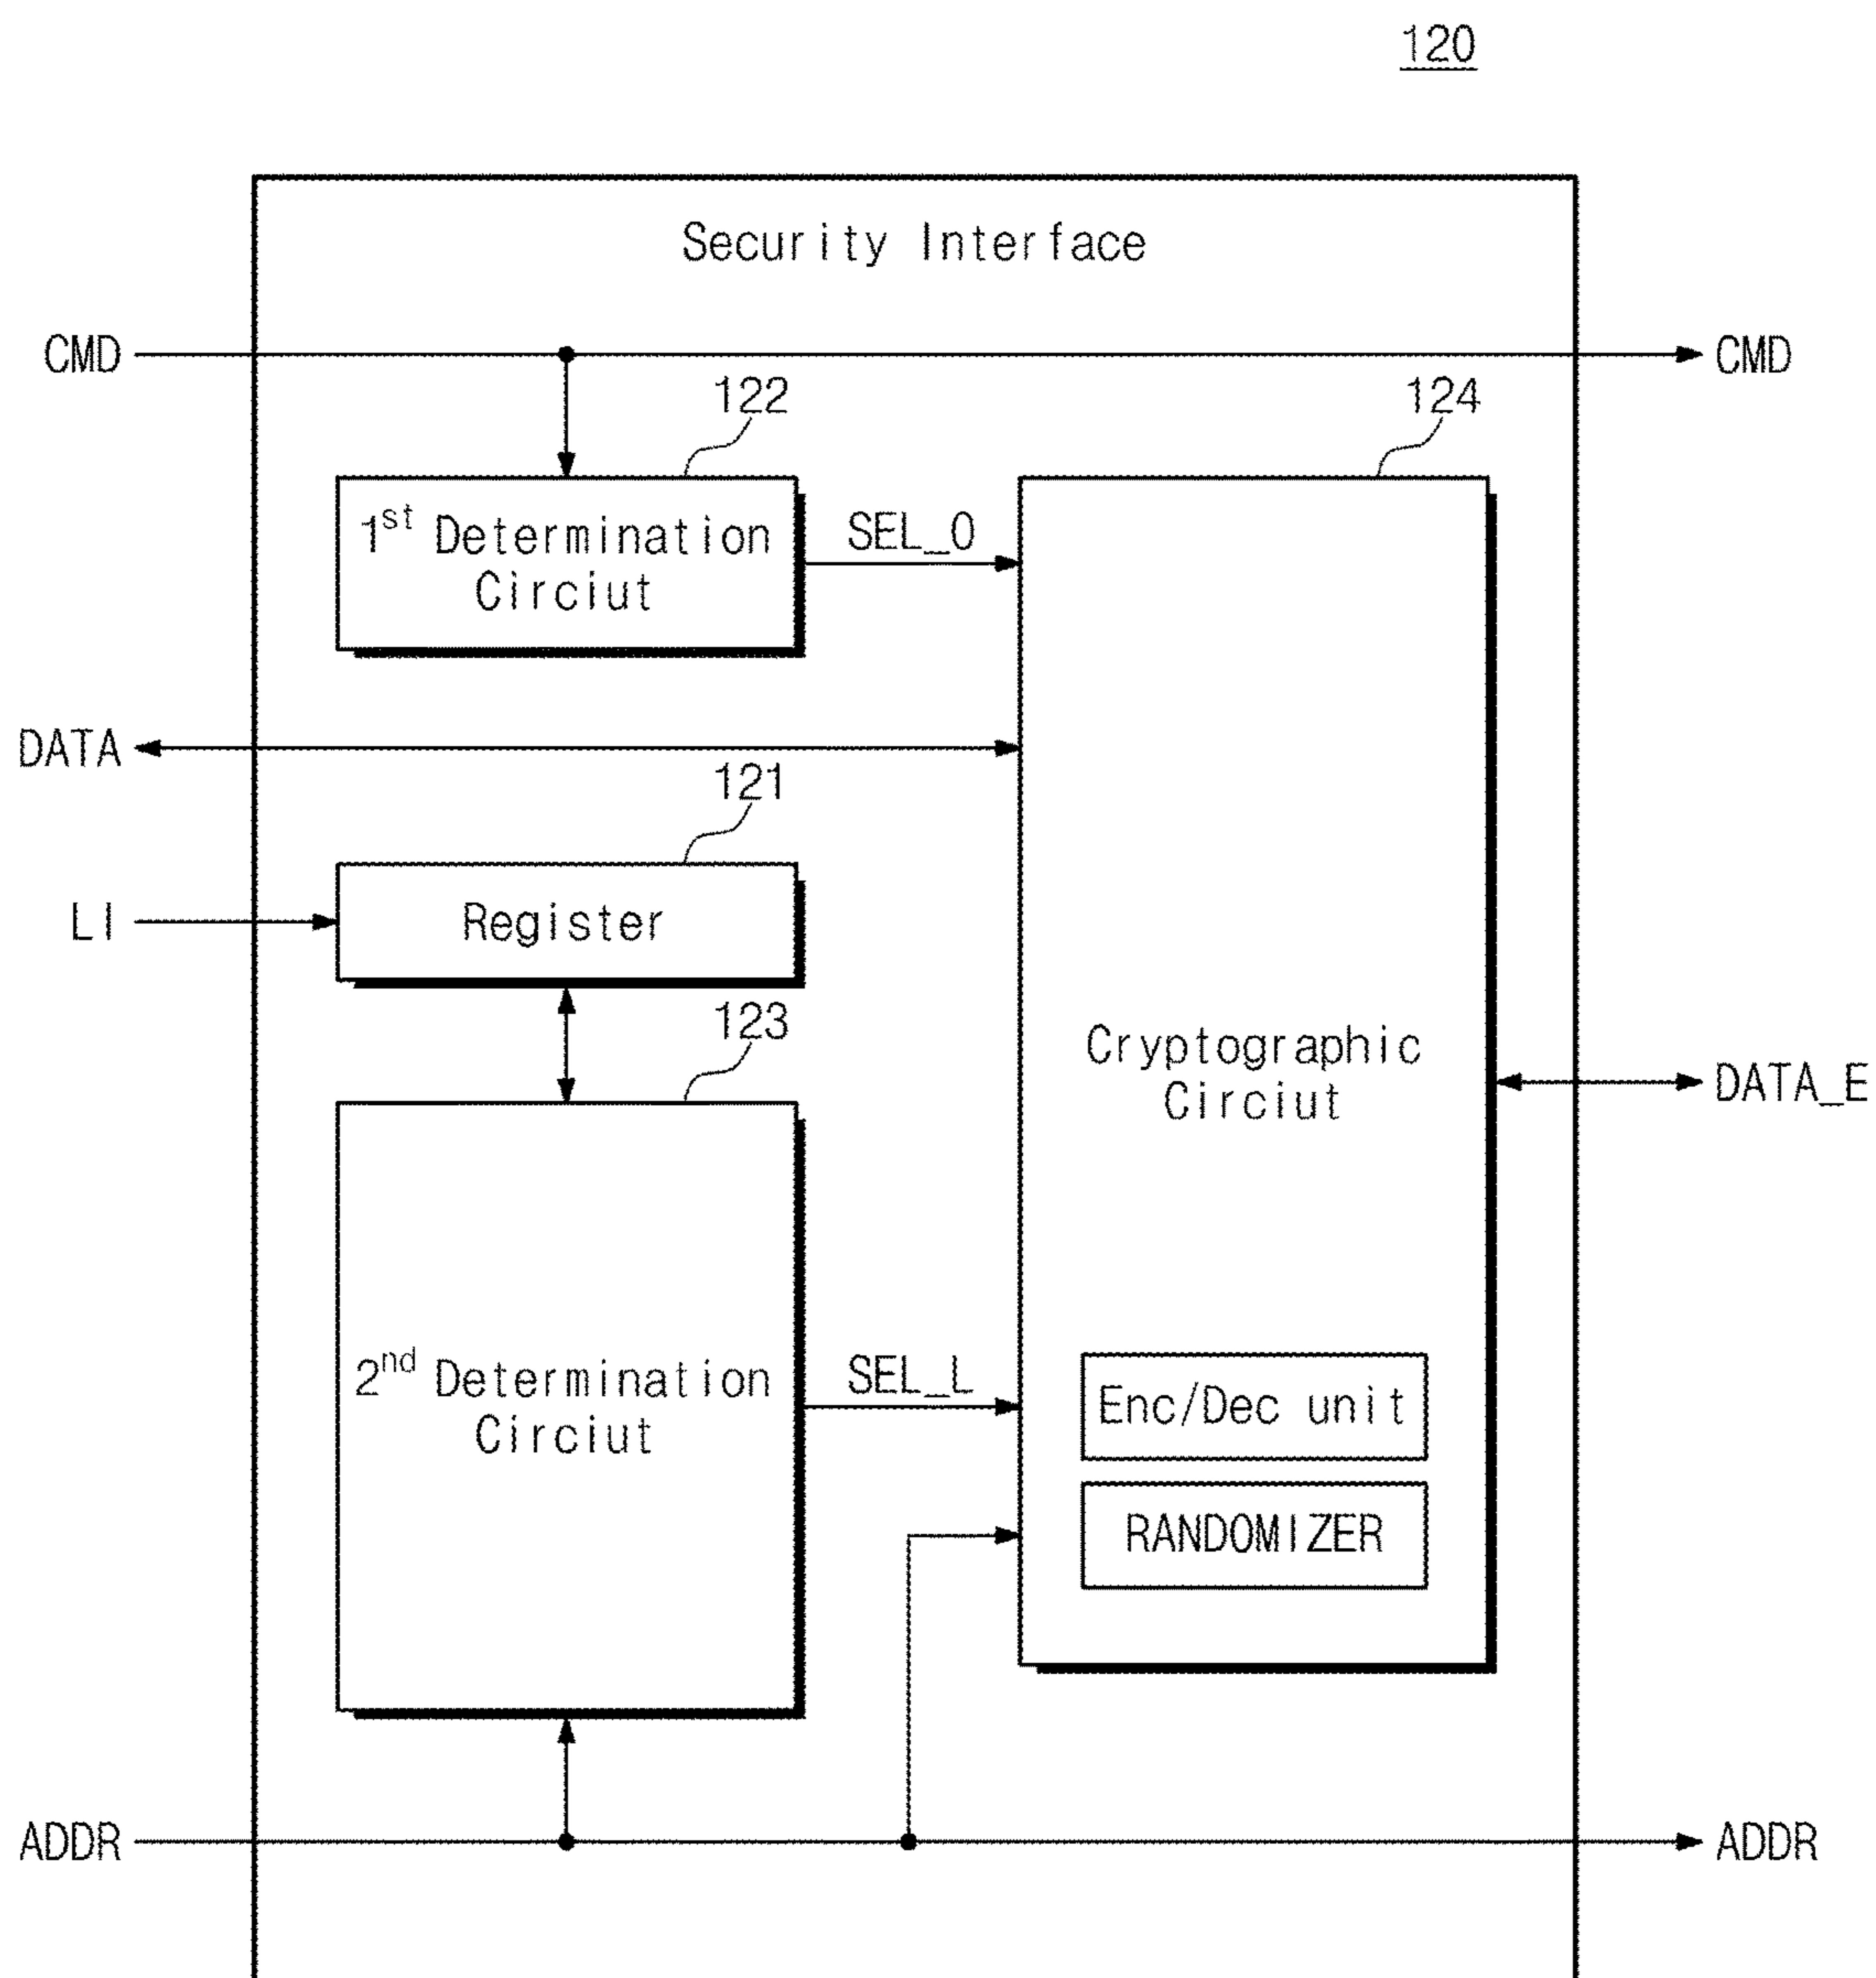 120
Security Interface
CMD
CMD
122
124
1st Determination
Circiut
SEL_O
DATA
121
LI
Register
123
Cryptographic
Circiut
DATA_E
2nd Determination
Circiut
SEL_L
Enc/Dec unit
RANDOMIZER
ADDR
ADDR